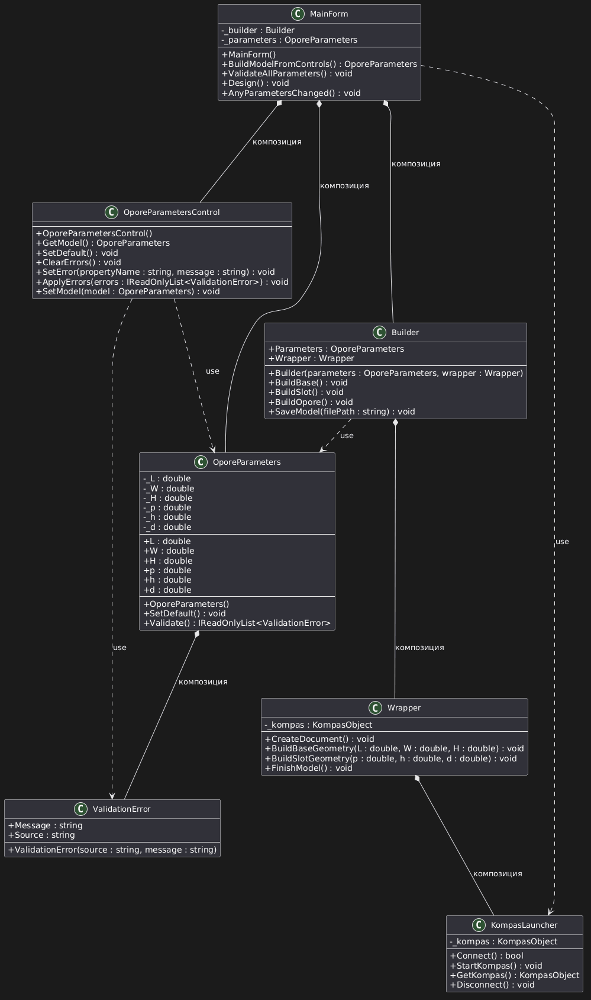 C MainForm
-_builder : Builder
-_parameters : OporeParameters
+MainForm()
+BuildModelFromControls() : OporeParameters
+ValidateAllParameters() : void
+Design() : void
+AnyParametersChanged() : void
композиция
композиция
композиция
C OporeParametersControl
+OporeParametersControl()
+GetModel() : OporeParameters
+SetDefault() : void
+ClearErrors() : void
+SetError(propertyName : string, message : string) : void
+ApplyErrors(errors : IReadOnlyList<ValidationError>) : void
+SetModel(model : OporeParameters) : void
C Builder
+Parameters : OporeParameters
+Wrapper : Wrapper
+Builder(parameters : OporeParameters, wrapper : Wrapper)
+BuildBase() : void
+BuildSlot() : void
+BuildOpore() : void
+SaveModel(filePath : string) : void
use
use
C OporeParameters
-_L : double
-_W : double
-_H : double
-_p : double
-_h : double
-_d : double
+L : double
+W : double
+H : double
+p : double
+h : double
+d : double
+OporeParameters()
+SetDefault() : void
+Validate() : IReadOnlyList<ValidationError>
use
use
композиция
композиция
C Wrapper
-_kompas : KompasObject
+CreateDocument() : void
+BuildBaseGeometry(L : double, W : double, H : double) : void
+BuildSlotGeometry(p : double, h : double, d : double) : void
+FinishModel() : void
C ValidationError
+Message : string
+Source : string
+ValidationError(source : string, message : string)
композиция
C KompasLauncher
-_kompas : KompasObject
+Connect() : bool
+StartKompas() : void
+GetKompas() : KompasObject
+Disconnect() : void